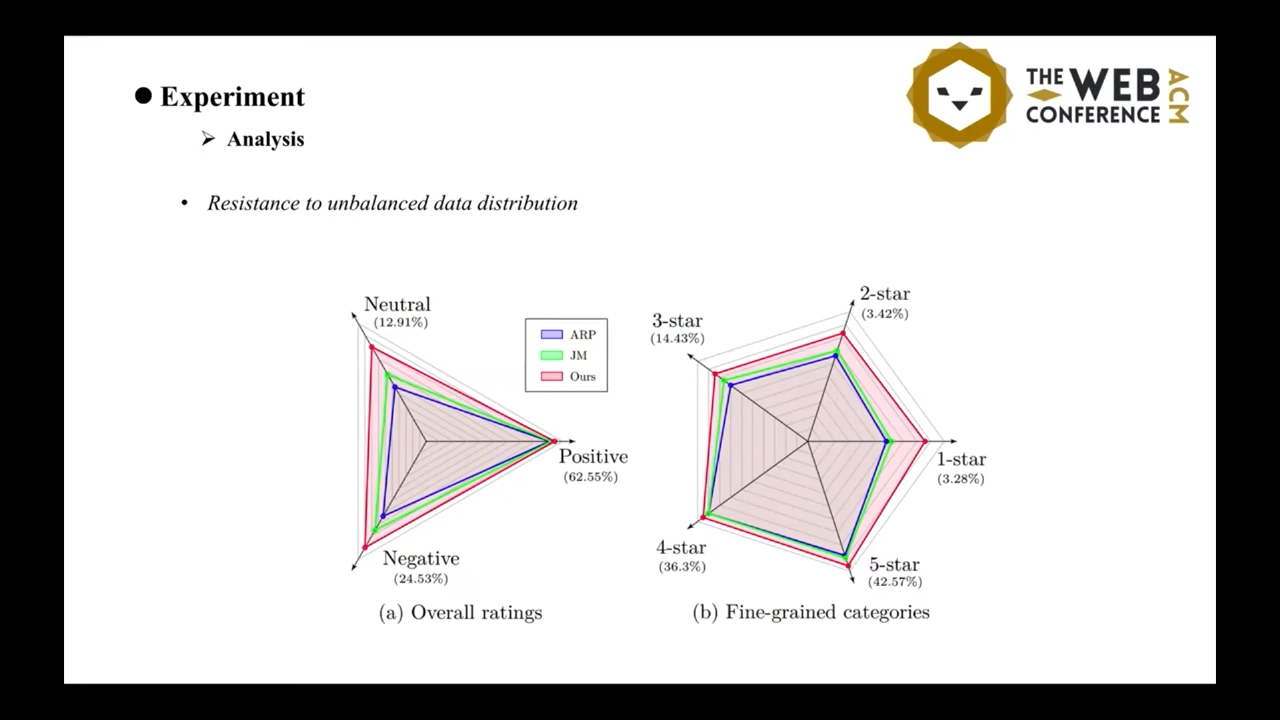 Experiment
THE WEB
CONFERENCE
ACM
Analysis
Resistance to unbalanced data distribution
Neutral
(12.91%)
ARP
JM
Ours
Positive
(62.55%)
Negative
(24.53%)
(a) Overall ratings
2-star
(3.42%)
3-star
(14.43%)
1-star
(3.28%)
4-star
(36.3%)
5-star
(42.57%)
(b) Fine-grained categories